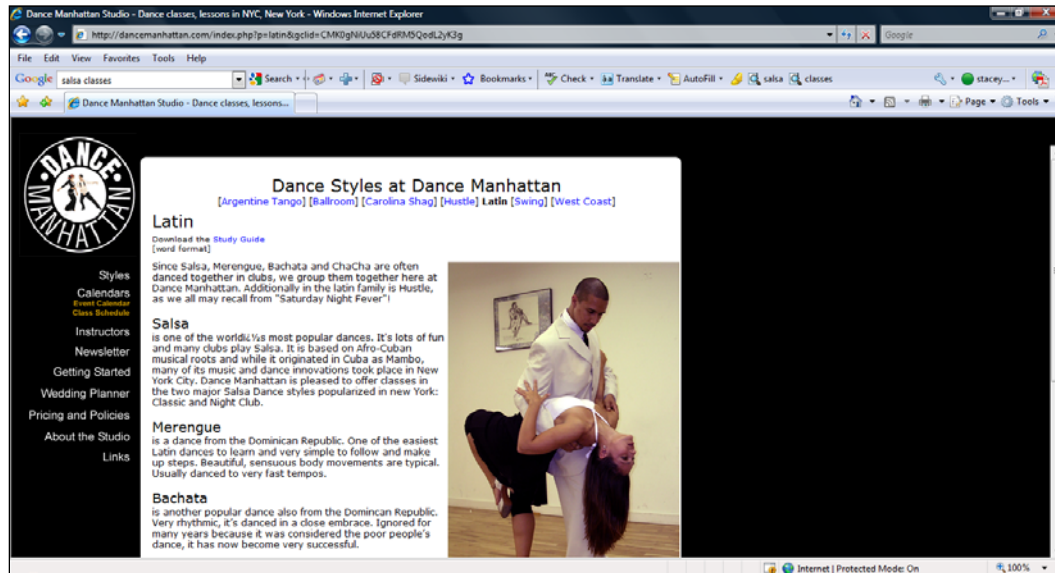 Dance Manhattan Studio - Dance classes, lessons in NYC, New York - Windows Internet Explorer
http://dancemanhattan.com/index.php?p=latin&gclid=CMK0gNiUu58CFdRM5QodL2yK3g
Google
File Edit View Favorites Tools Help
Google salsa classes Search Sidewiki Bookmarks Check Translate AutoFill salsa classes stacey...
Dance Manhattan Studio - Dance classes, lessons... Page Tools
DANCE MANHATTAN
Styles
Calendars
Event Calendar
Class Schedule
Instructors
Newsletter
Getting Started
Wedding Planner
Pricing and Policies
About the Studio
Links
Dance Styles at Dance Manhattan
[Argentine Tango] [Ballroom] [Carolina Shag] [Hustle] Latin [Swing] [West Coast]
Latin
Download the Study Guide
[word format]
Since Salsa, Merengue, Bachata and ChaCha are often
danced together in clubs, we group them together here at
Dance Manhattan. Additionally in the latin family is Hustle,
as we all may recall from "Saturday Night Fever"!
Salsa
is one of the worldï¿½s most popular dances. It's lots of fun
and many clubs play Salsa. It is based on Afro-Cuban
musical roots and while it originated in Cuba as Mambo,
many of its music and dance innovations took place in New
York City. Dance Manhattan is pleased to offer classes in
the two major Salsa Dance styles popularized in new York:
Classic and Night Club.
Merengue
is a dance from the Dominican Republic. One of the easiest
Latin dances to learn and very simple to follow and make
up steps. Beautiful, sensuous body movements are typical.
Usually danced to very fast tempos.
Bachata
is another popular dance also from the Domincan Republic.
Very rhythmic, it's danced in a close embrace. Ignored for
many years because it was considered the poor people's
dance, it has now become very successful.
Internet | Protected Mode: On 100%